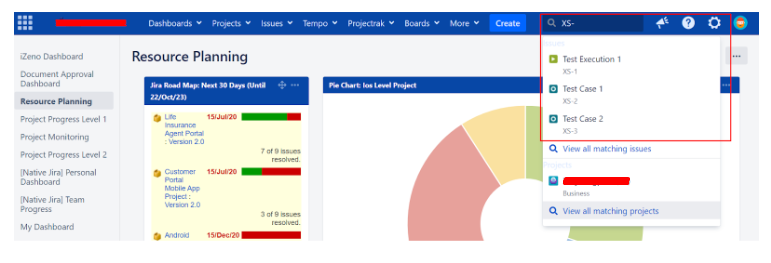 Dashboards Projects Issues Tempo Projectrak Boards More Create XS-
iZeno Dashboard
Document Approval
Dashboard
Resource Planning
Project Progress Level 1
Project Monitoring
Project Progress Level 2
[Native Jira] Personal
Dashboard
[Native Jira] Team
Progress
My Dashboard
Resource Planning
Jira Road Map: Next 30 Days (Until
22/Oct/23)
Life 15/Jul/20
Insurance
Agent Portal
: Version 2.0
7 of 9 issues
resolved.
Customer 15/Jul/20
Portal
Mobile App
Project :
Version 2.0
3 of 9 issues
resolved.
Android 15/Dec/20
Pie Chart: Ios Level Project
Issues
Test Execution 1
XS-1
Test Case 1
XS-2
Test Case 2
XS-3
View all matching issues
Projects
Business
View all matching projects